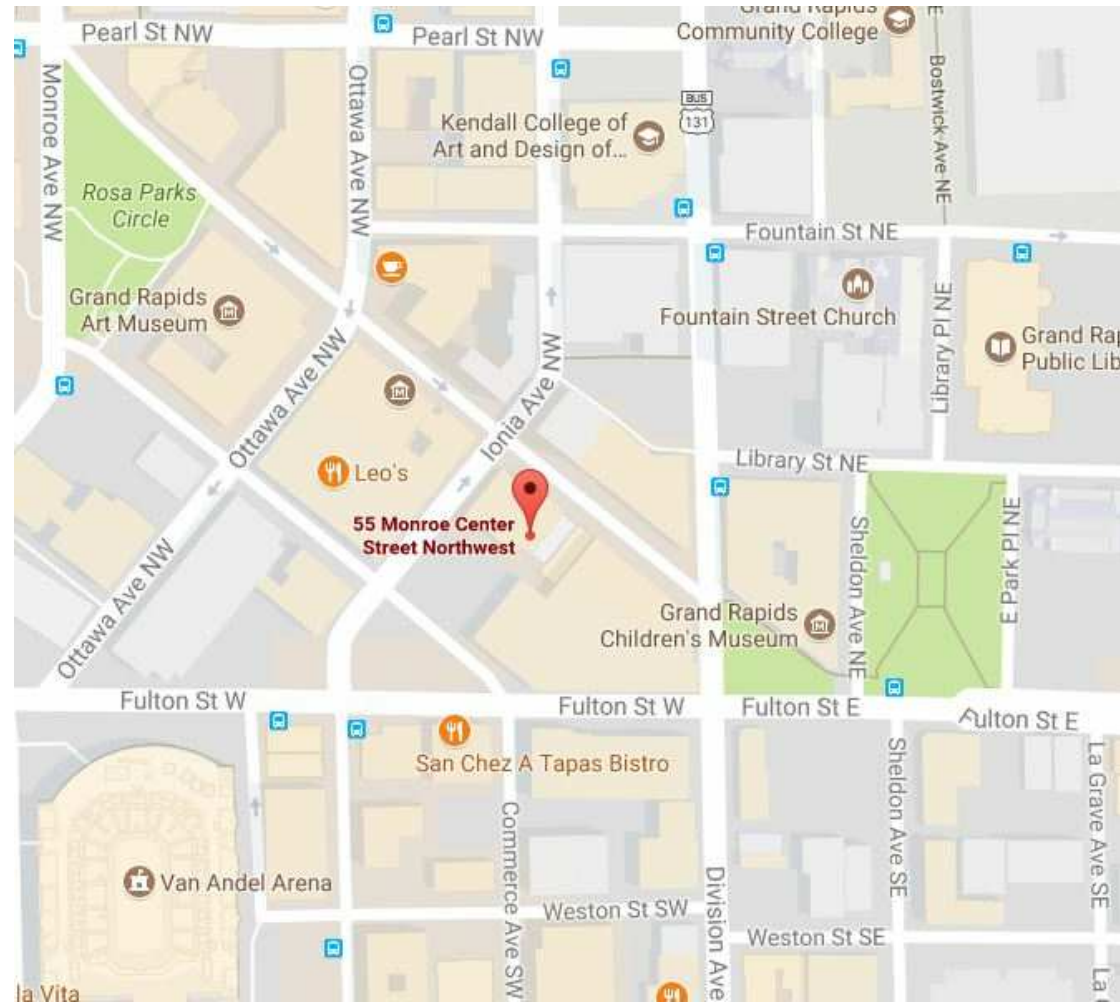 Pearl St NW
Pearl St NW
Grand Rapids
Community College
Monroe Ave NW
Ottawa Ave NW
BUS
131
Bostwick Ave NE
E
Kendall College of
Art and Design of...
Rosa Parks
Circle
Fountain St NE
Grand Rapids
Art Museum
Fountain Street Church
Library Pl NE
Grand Rap
Public Lib
Ottawa Ave NW
Ionia Ave NW
Leo's
Library St NE
55 Monroe Center
Street Northwest
Sheldon Ave NE
E Park Pl NE
Ottawa Ave NW
Grand Rapids
Children's Museum
Fulton St W
Fulton St W
Fulton St E
Fulton St E
San Chez A Tapas Bistro
Commerce Ave SW
Sheldon Ave SE
La Grave Ave SE
Van Andel Arena
Division Ave
Weston St SW
Weston St SE
la Vita
La